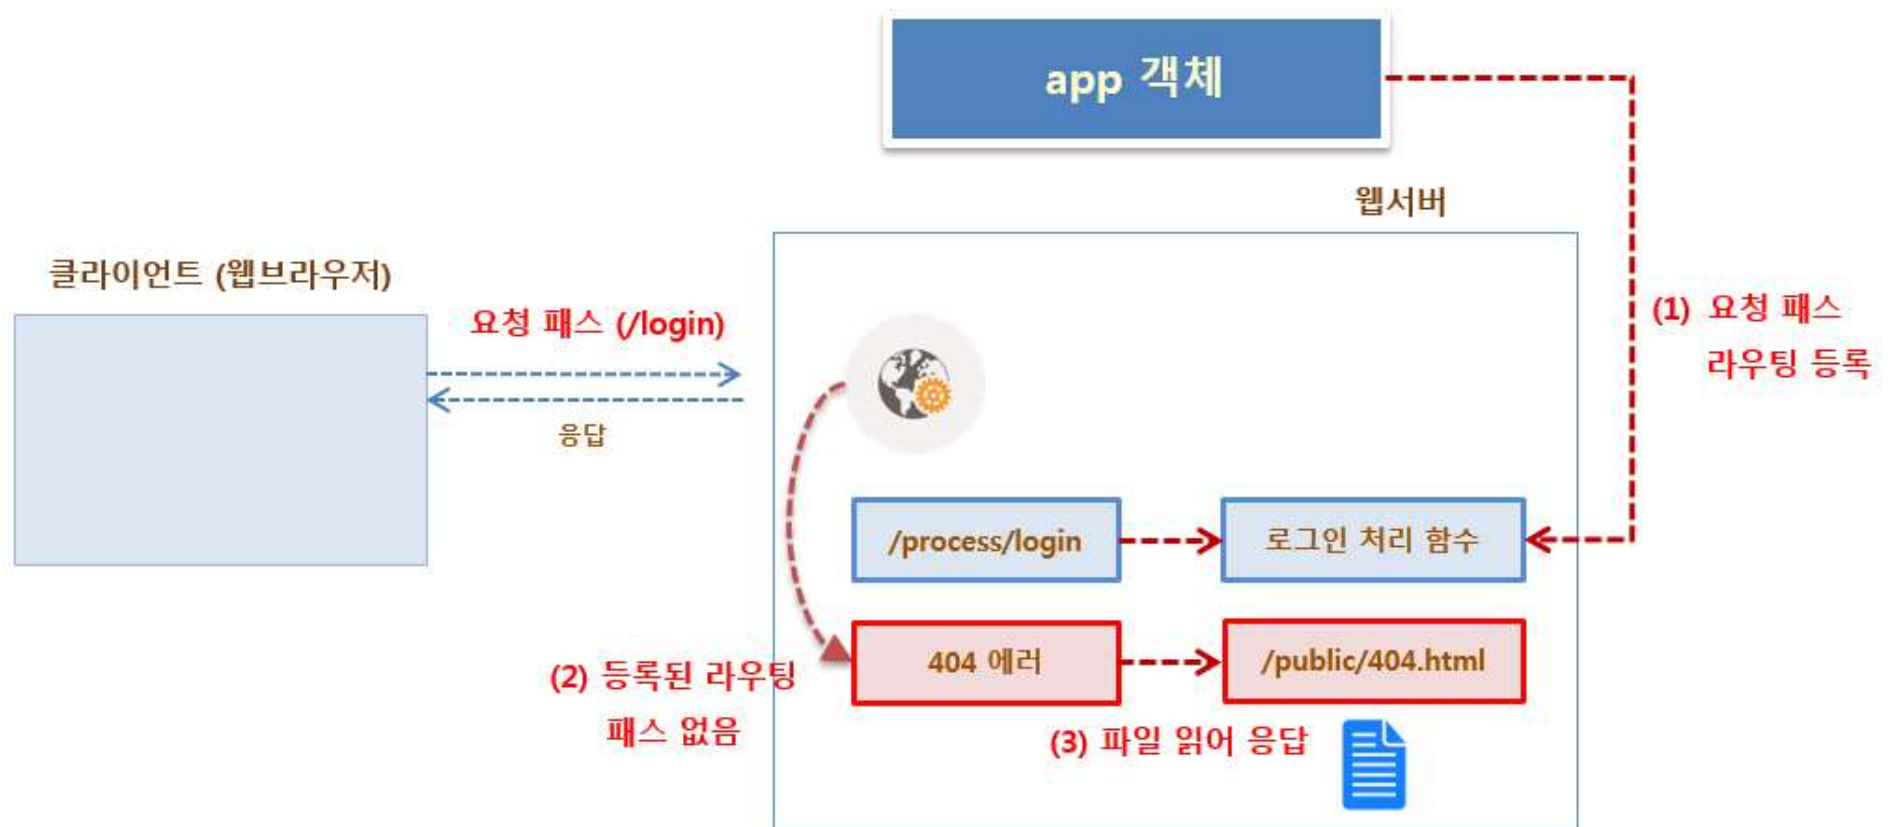 app 객체
웹서버
클라이언트 (웹브라우저)
요청 패스 (/login)
응답
(1) 요청 패스
라우팅 등록
/process/login
로그인 처리 함수
404 에러
/public/404.html
(2) 등록된 라우팅
패스 없음
(3) 파일 읽어 응답